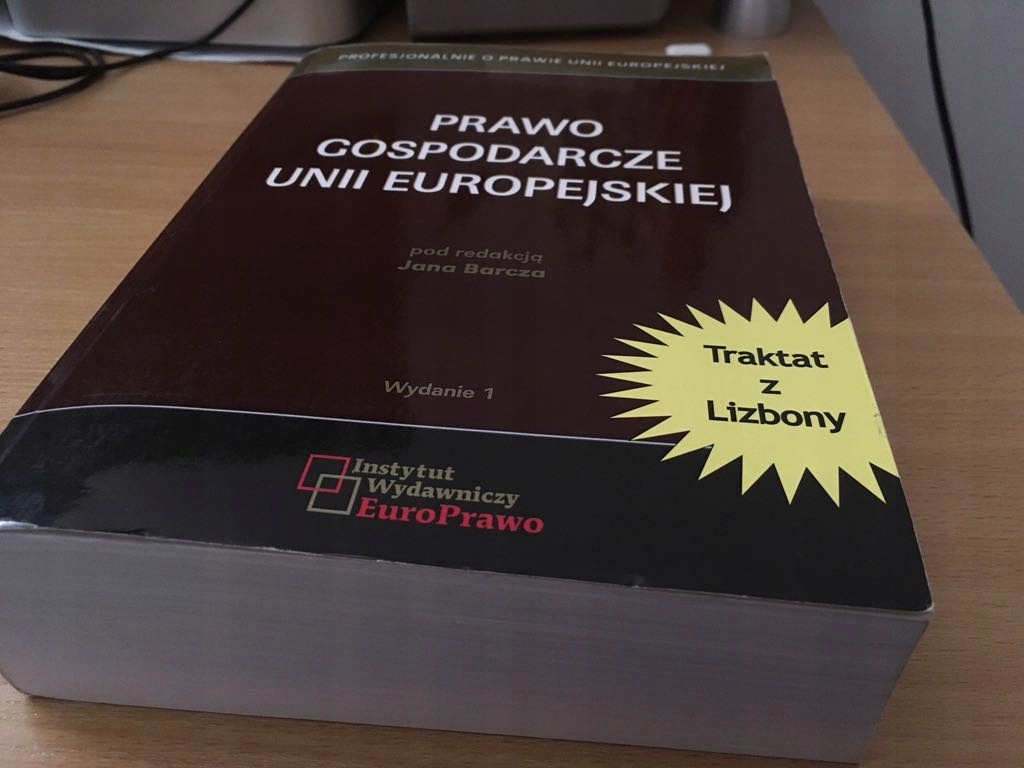 PROFESJONALNIE O PRAWIE UNII EUROPEJSKIEJ
PRAWO
GOSPODARCZE
UNII EUROPEJSKIEJ
pod redakcją
Jana Barcza
Traktat
z
Lizbony
Wydanie 1
Instytut
Wydawniczy
EuroPrawo